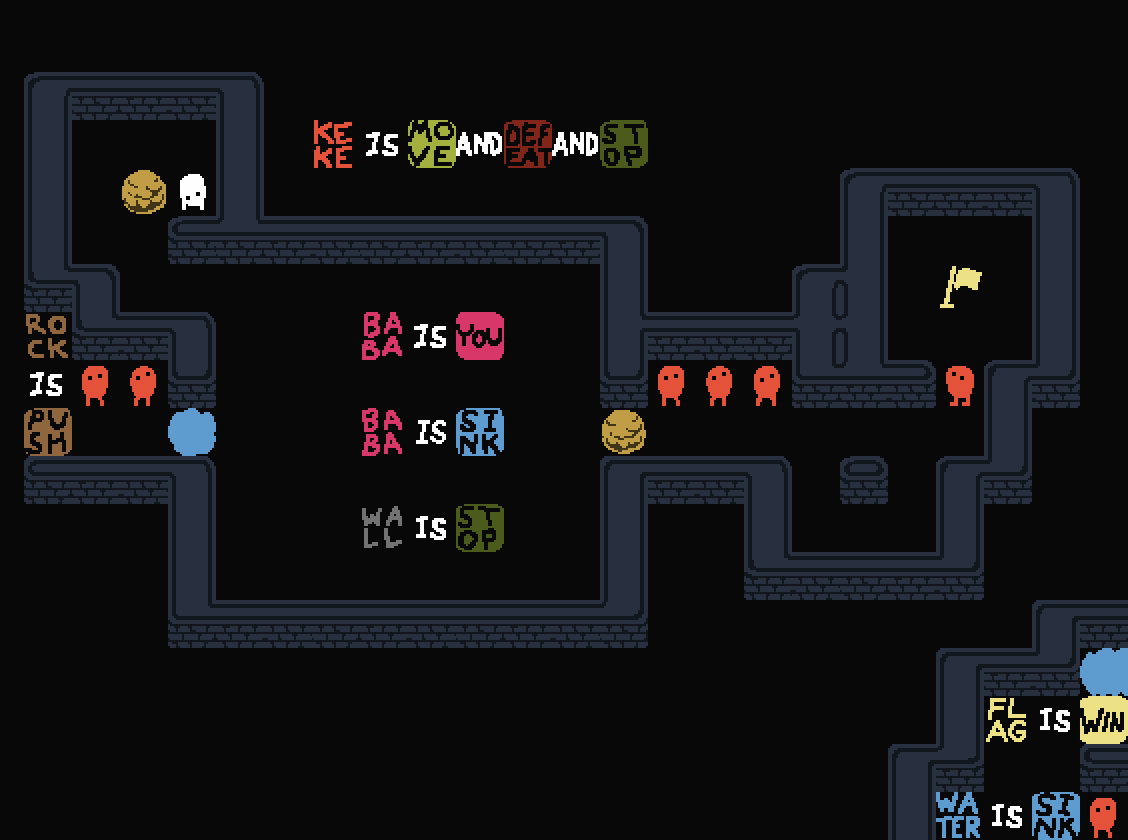 KEKE IS MOVE AND DEFEAT AND STOP
ROCK IS PUSH
BABA IS YOU
BABA IS SINK
WALL IS STOP
FLAG IS WIN
WATER IS SINK